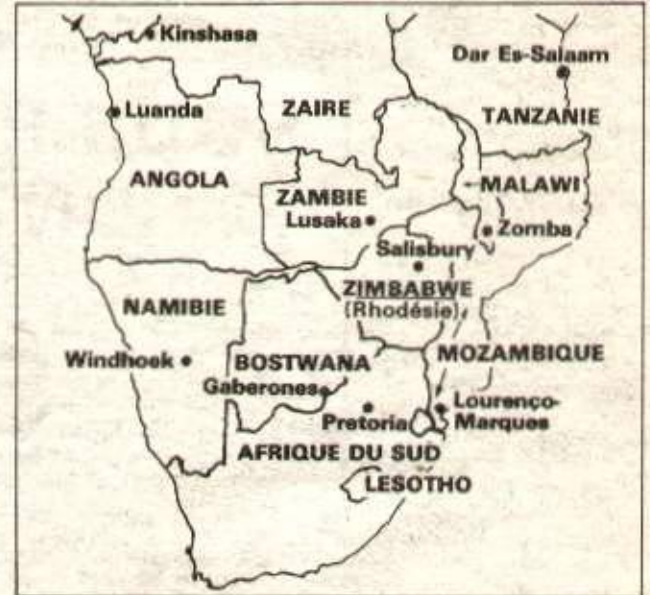 Kinshasa
Dar Es-Salaam
Luanda
ZAIRE
TANZANIE
ANGOLA
MALAWI
ZAMBIE
Lusaka
Zomba
Salisbury
NAMIBIE
ZIMBABWE
(Rhodésie)
Windhoek
BOSTWANA
MOZAMBIQUE
Gaberones
Pretoria
Lourenço-
Marques
AFRIQUE DU SUD
LESOTHO